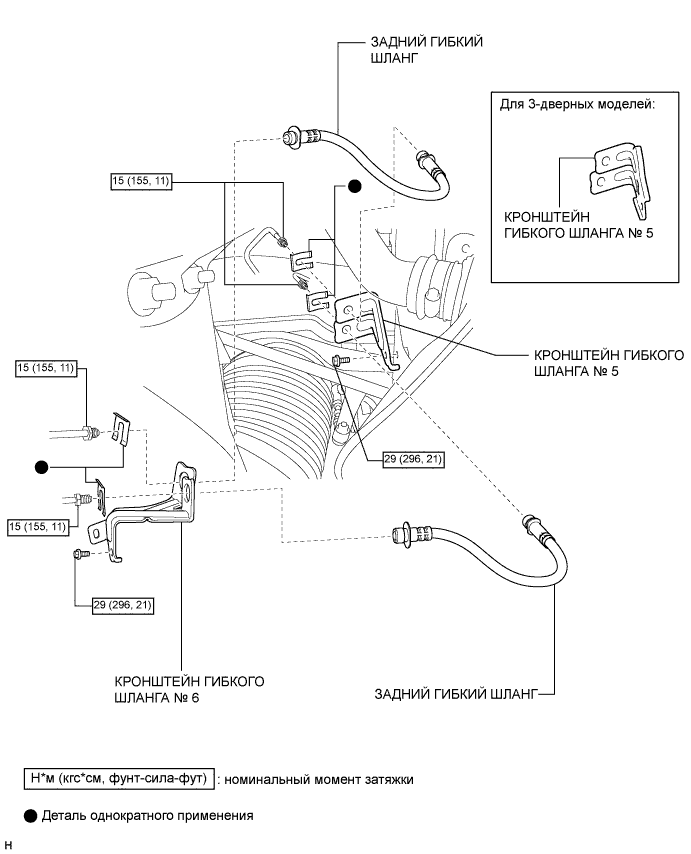 ЗАДНИЙ ГИБКИЙ
ШЛАНГ
Для 3-дверных моделей:
КРОНШТЕЙН
ГИБКОГО ШЛАНГА № 5
15 (155, 11)
КРОНШТЕЙН ГИБКОГО
ШЛАНГА № 5
15 (155, 11)
29 (296, 21)
15 (155, 11)
29 (296, 21)
КРОНШТЕЙН ГИБКОГО
ШЛАНГА № 6
ЗАДНИЙ ГИБКИЙ ШЛАНГ
Н*м (кгс*см, фунт-сила-фут) : номинальный момент затяжки
Деталь однократного применения
H